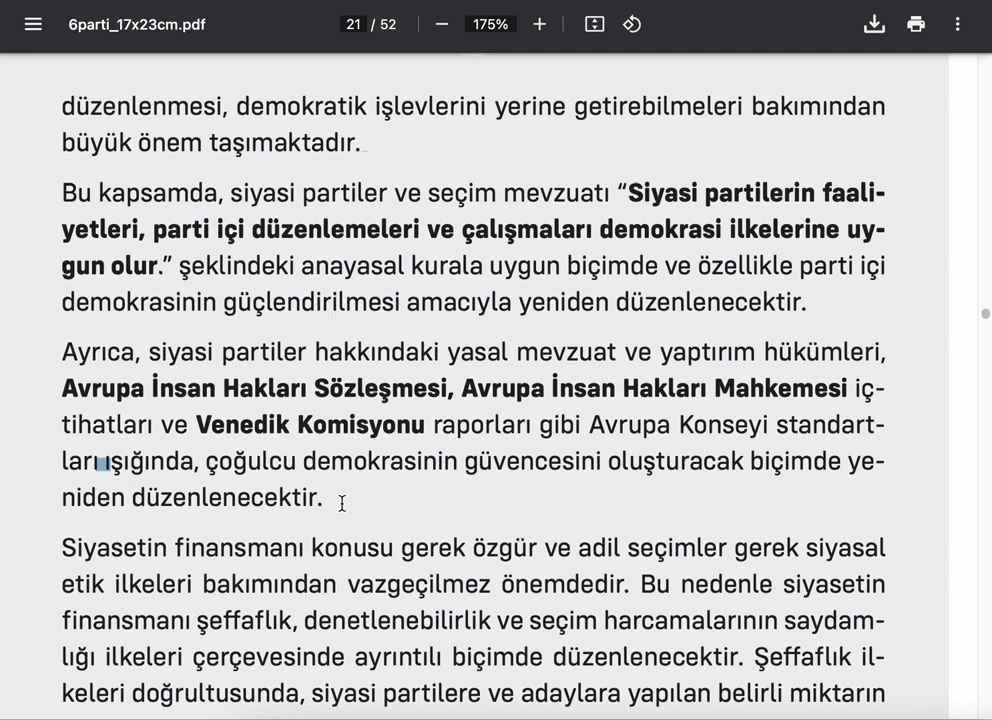 6parti_17x23cm.pdf 21 / 52 175%
düzenlenmesi, demokratik işlevlerini yerine getirebilmeleri bakımından
büyük önem taşımaktadır.
Bu kapsamda, siyasi partiler ve seçim mevzuatı “Siyasi partilerin faali-
yetleri, parti içi düzenlemeleri ve çalışmaları demokrasi ilkelerine uy-
gun olur.” şeklindeki anayasal kurala uygun biçimde ve özellikle parti içi
demokrasinin güçlendirilmesi amacıyla yeniden düzenlenecektir.
Ayrıca, siyasi partiler hakkındaki yasal mevzuat ve yaptırım hükümleri,
Avrupa İnsan Hakları Sözleşmesi, Avrupa İnsan Hakları Mahkemesi iç-
tihatları ve Venedik Komisyonu raporları gibi Avrupa Konseyi standart-
ları ışığında, çoğulcu demokrasinin güvencesini oluşturacak biçimde ye-
niden düzenlenecektir.
Siyasetin finansmanı konusu gerek özgür ve adil seçimler gerek siyasal
etik ilkeleri bakımından vazgeçilmez önemdedir. Bu nedenle siyasetin
finansmanı şeffaflık, denetlenebilirlik ve seçim harcamalarının saydam-
lığı ilkeleri çerçevesinde ayrıntılı biçimde düzenlenecektir. Şeffaflık il-
keleri doğrultusunda, siyasi partilere ve adaylara yapılan belirli miktarın